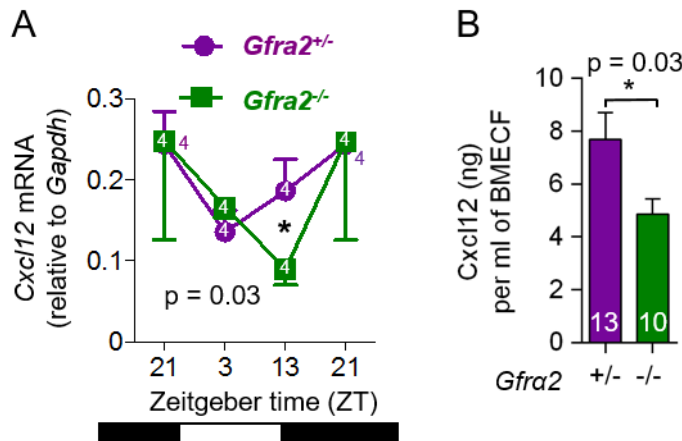 A
Gfra2+/-
Gfra2-/-
Cxcl12 mRNA
(relative to Gapdh)
0.3
0.2
0.1
0
4
4
4
4
4
4
4
4
*
p = 0.03
21
3
13
21
Zeitgeber time (ZT)
B
p = 0.03
*
Cxcl12 (ng)
per ml of BMECF
10
8
6
4
2
0
13
10
Gfrα2
+/-
-/-